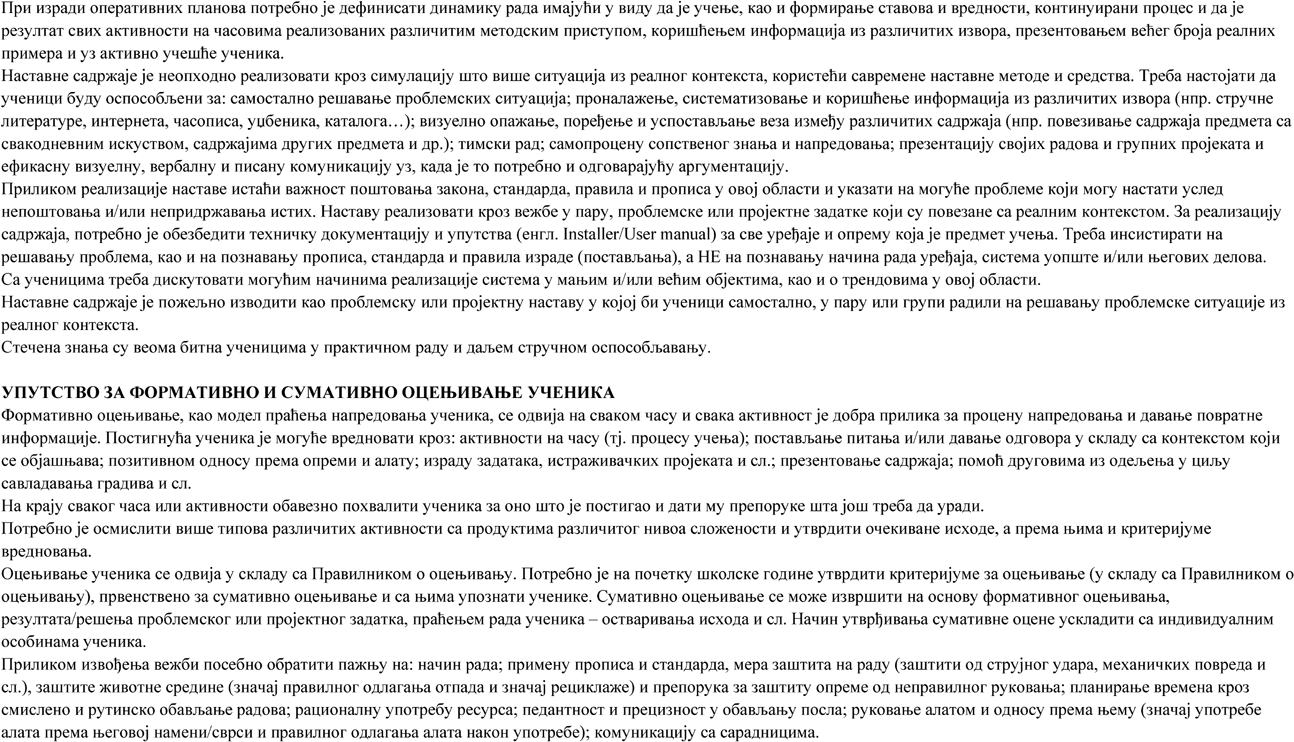 При изради оперативних планова потребно је дефинисати динамику рада имајући у виду да је учење, као и формирање ставова и вредности, континуирани процес и да је
резултат свих активности на часовима реализованих различитим методским приступом, коришћењем информација из различитих извора, презентовањем већег броја реалних
примера и уз активно учешће ученика.
Наставне садржаје је неопходно реализовати кроз симулацију што више ситуација из реалног контекста, користећи савремене наставне методе и средства. Треба настојати да
ученици буду оспособљени за: самостално решавање проблемских ситуација; проналажење, систематизовање и коришћење информација из различитих извора (нпр. стручне
литературе, интернета, часописа, уџбеника, каталога…); визуелно опажање, поређење и успостављање веза између различитих садржаја (нпр. повезивање садржаја предмета са
свакодневним искуством, садржајима других предмета и др.); тимски рад; самопроцену сопственог знања и напредовања; презентацију својих радова и групних пројеката и
ефикасну визуелну, вербалну и писану комуникацију уз, када је то потребно и одговарајућу аргументацију.
Приликом реализације наставе истаћи важност поштовања закона, стандарда, правила и прописа у овој области и указати на могуће проблеме који могу настати услед
непоштовања и/или непридржавања истих. Наставу реализовати кроз вежбе у пару, проблемске или пројектне задатке који су повезане са реалним контекстом. За реализацију
садржаја, потребно је обезбедити техничку документацију и упутства (енгл. Installer/User manual) за све уређаје и опрему која је предмет учења. Треба инсистирати на
решавању проблема, као и на познавању прописа, стандарда и правила израде (постављања), а НЕ на познавању начина рада уређаја, система уопште и/или његових делова.
Са ученицима треба дискутовати могућим начинима реализације система у мањим и/или већим објектима, као и о трендовима у овој области.
Наставне садржаје је пожељно изводити као проблемску или пројектну наставу у којој би ученици самостално, у пару или групи радили на решавању проблемске ситуације из
реалног контекста.
Стечена знања су веома битна ученицима у практичном раду и даљем стручном оспособљавању.
УПУТСТВО ЗА ФОРМАТИВНО И СУМАТИВНО ОЦЕЊИВАЊЕ УЧЕНИКА
Формативно оцењивање, као модел праћења напредовања ученика, се одвија на сваком часу и свака активност је добра прилика за процену напредовања и давање повратне
информације. Постигнућа ученика је могуће вредновати кроз: активности на часу (тј. процесу учења); постављање питања и/или давање одговора у складу са контекстом који
се објашњава; позитивном односу према опреми и алату; израду задатака, истраживачких пројеката и сл.; презентовање садржаја; помоћ друговима из одељења у циљу
савладавања градива и сл.
На крају сваког часа или активности обавезно похвалити ученика за оно што је постигао и дати му препоруке шта још треба да уради.
Потребно је осмислити више типова различитих активности са продуктима различитог нивоа сложености и утврдити очекиване исходе, а према њима и критеријуме
вредновања.
Оцењивање ученика се одвија у складу са Правилником о оцењивању. Потребно је на почетку школске године утврдити критеријуме за оцењивање (у складу са Правилником о
оцењивању), првенствено за сумативно оцењивање и са њима упознати ученике. Сумативно оцењивање се може извршити на основу формативног оцењивања,
резултата/решења проблемског или пројектног задатка, праћењем рада ученика – остваривања исхода и сл. Начин утврђивања сумативне оцене ускладити са индивидуалним
особинама ученика.
Приликом извођења вежби посебно обратити пажњу на: начин рада; примену прописа и стандарда, мера заштита на раду (заштити од струјног удара, механичких повреда и
сл.), заштите животне средине (значај правилног одлагања отпада и значај рециклаже) и препорука за заштиту опреме од неправилног руковања; планирање времена кроз
смислено и рутинско обављање радова; рационалну употребу ресурса; педантност и прецизност у обављању посла; руковање алатом и односу према њему (значај употребе
алата према његовој намени/сврси и правилног одлагања алата након употребе); комуникацију са сарадницима.